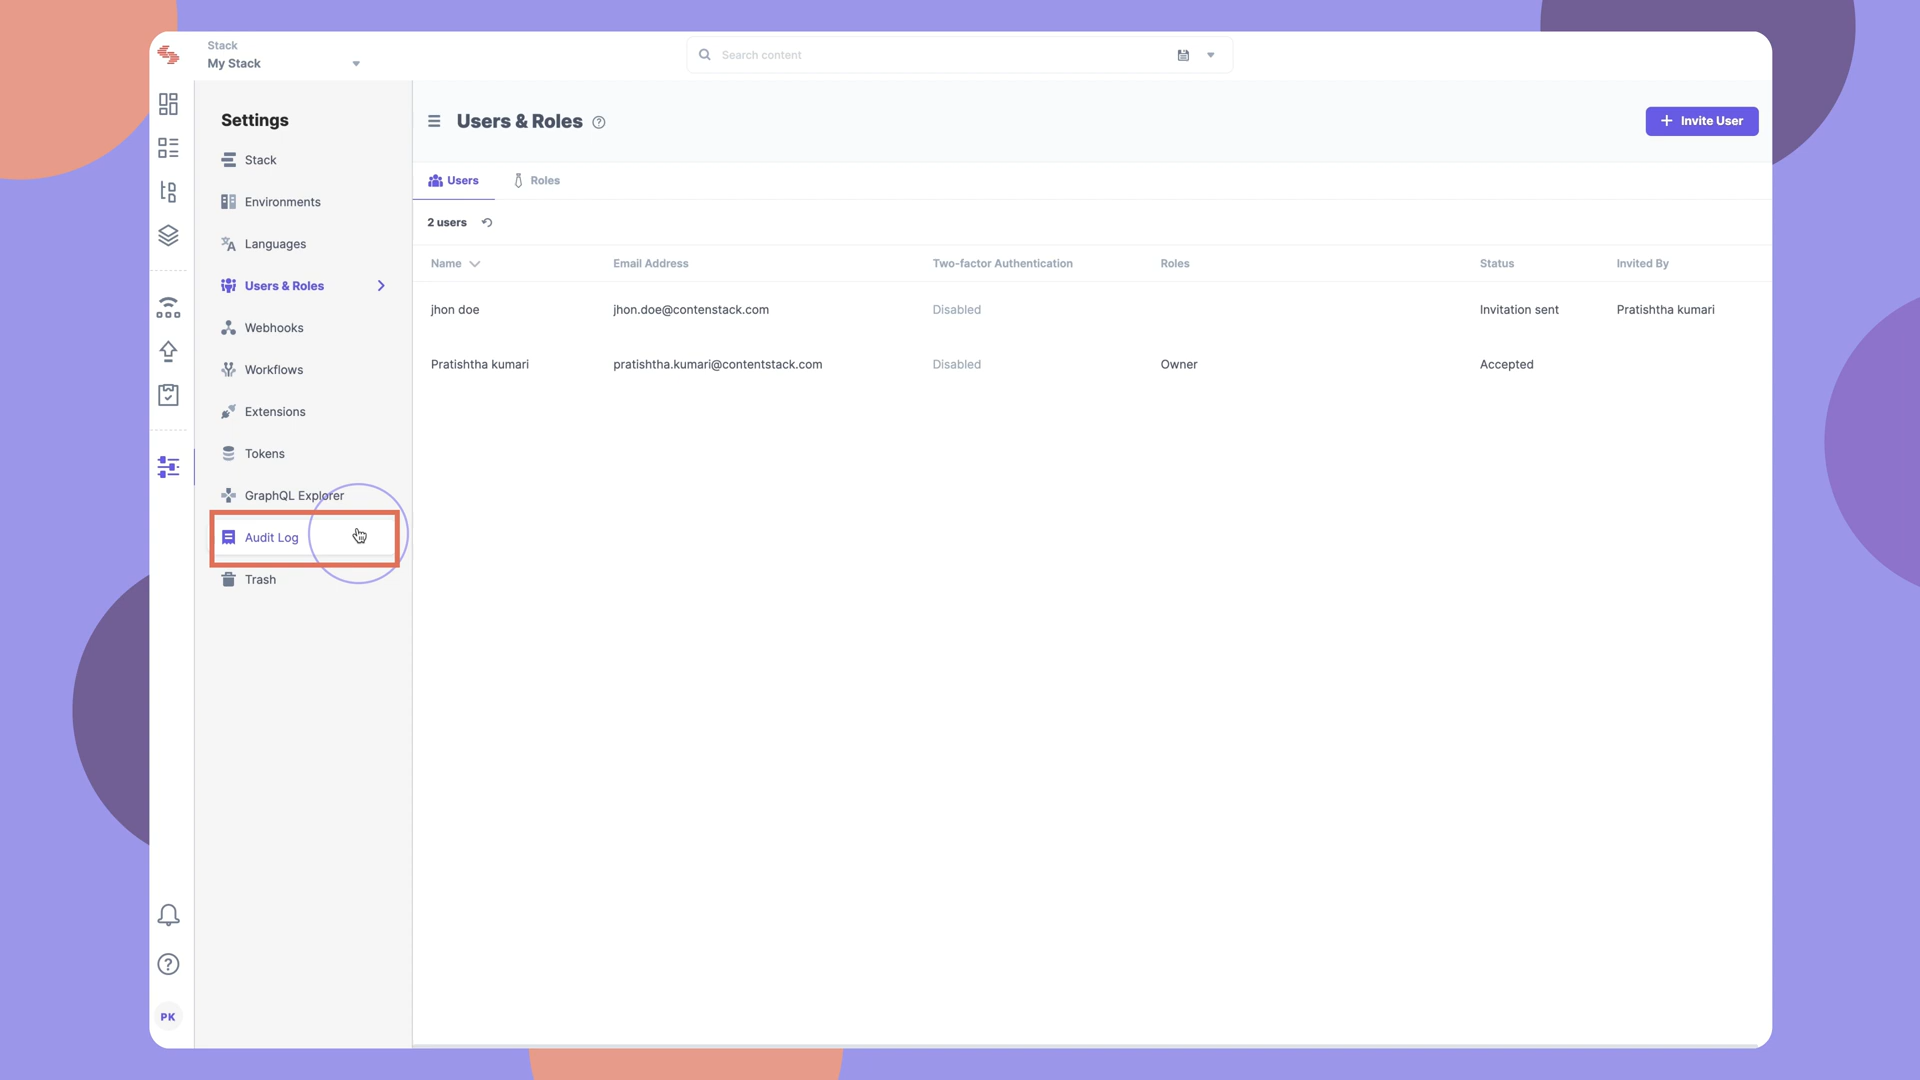 Stack
My Stack
Search content
Settings
Stack
Environments
Languages
Users & Roles
Webhooks
Workflows
Extensions
Tokens
GraphQL Explorer
Audit Log
Trash
PK
Users & Roles
+ Invite User
Users Roles
2 users
Name Email Address Two-factor Authentication Roles Status Invited By
jhon doe jhon.doe@contenstack.com Disabled Invitation sent Pratishtha kumari
Pratishtha kumari pratishtha.kumari@contentstack.com Disabled Owner Accepted